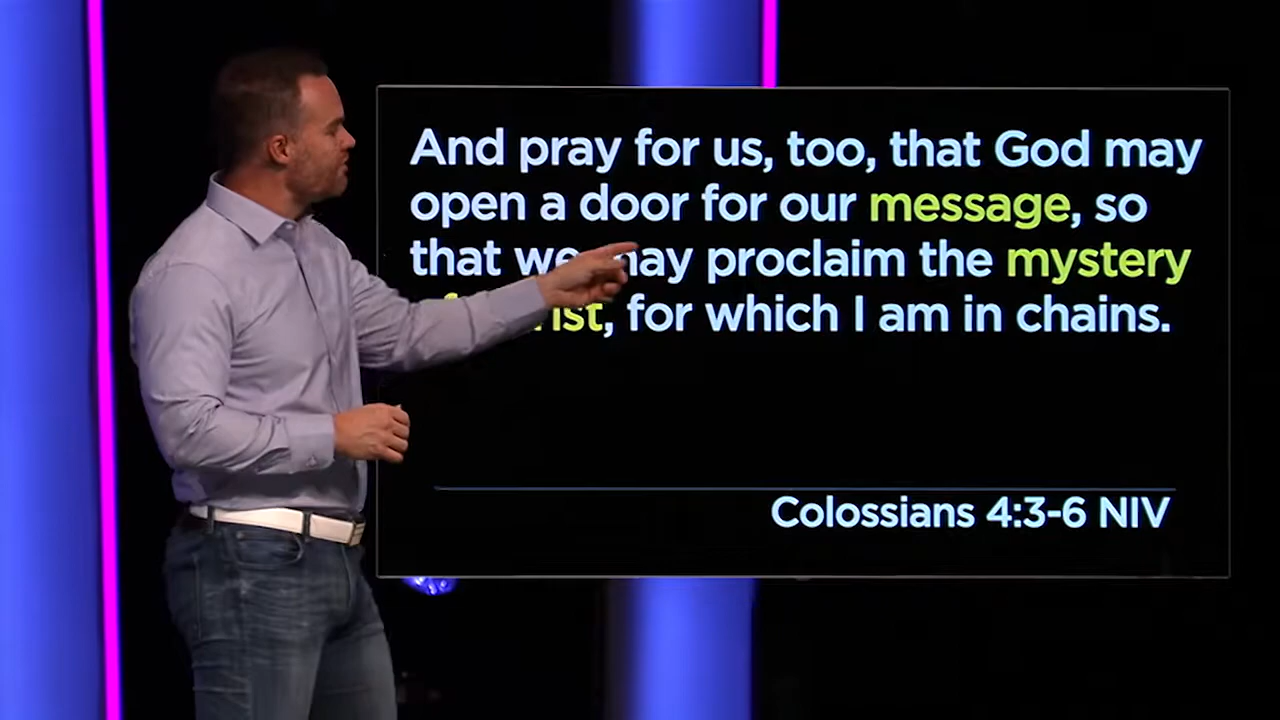 And pray for us, too, that God may
open a door for our message, so
that we may proclaim the mystery
for which I am in chains.
Colossians 4:3-6 NIV